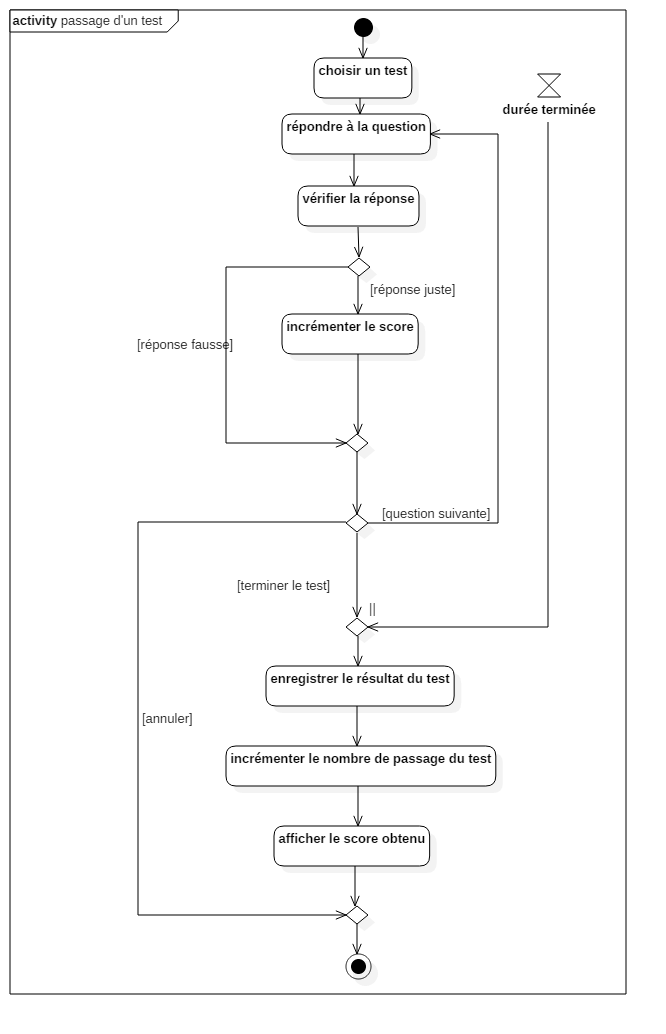 activity passage d'un test
choisir un test
durée terminée
répondre à la question
vérifier la réponse
[réponse juste]
incrémenter le score
[réponse fausse]
[question suivante]
[terminer le test]
||
enregistrer le résultat du test
[annuler]
incrémenter le nombre de passage du test
afficher le score obtenu